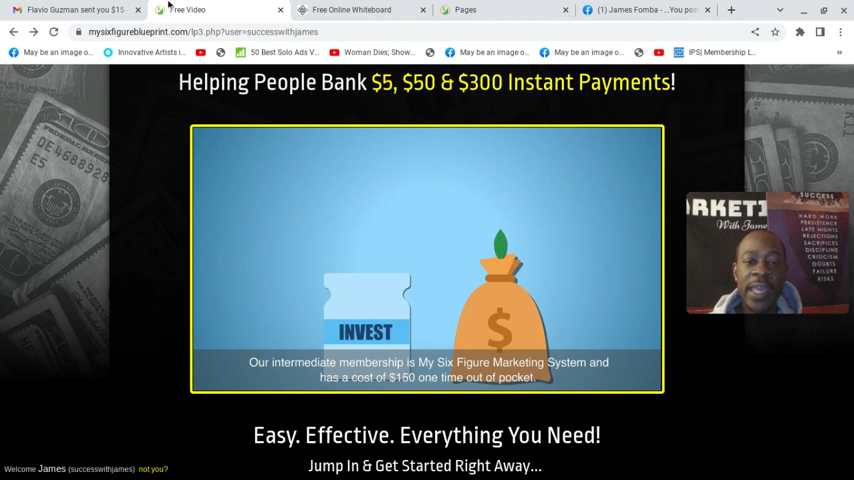 Flavio Guzman sent you $15
Free Video
Free Online Whiteboard
Pages
(1) James Fomba – ...You pos
mysixfigureblueprint.com/lp3.php?user=successwithjames
May be an image o...
Innovative Artists i...
50 Best Solo Ads V...
Woman Dies; Show...
May be an image o...
May be an image o...
IPS| Membership L...
Helping People Bank $5, $50 & $300 Instant Payments!
INVEST
$
Our intermediate membership is My Six Figure Marketing System and
has a cost of $150 one time out of pocket.
RKETI
With Jame
SUCCESS
HARD WORK
PERSISTENCE
LATE NIGHTS
REJECTIONS
SACRIFICES
DISCIPLINE
CRITICISM
DOUBTS
FAILURE
RISKS
Easy. Effective. Everything You Need!
Jump In & Get Started Right Away...
Welcome James (successwithjames) not you?